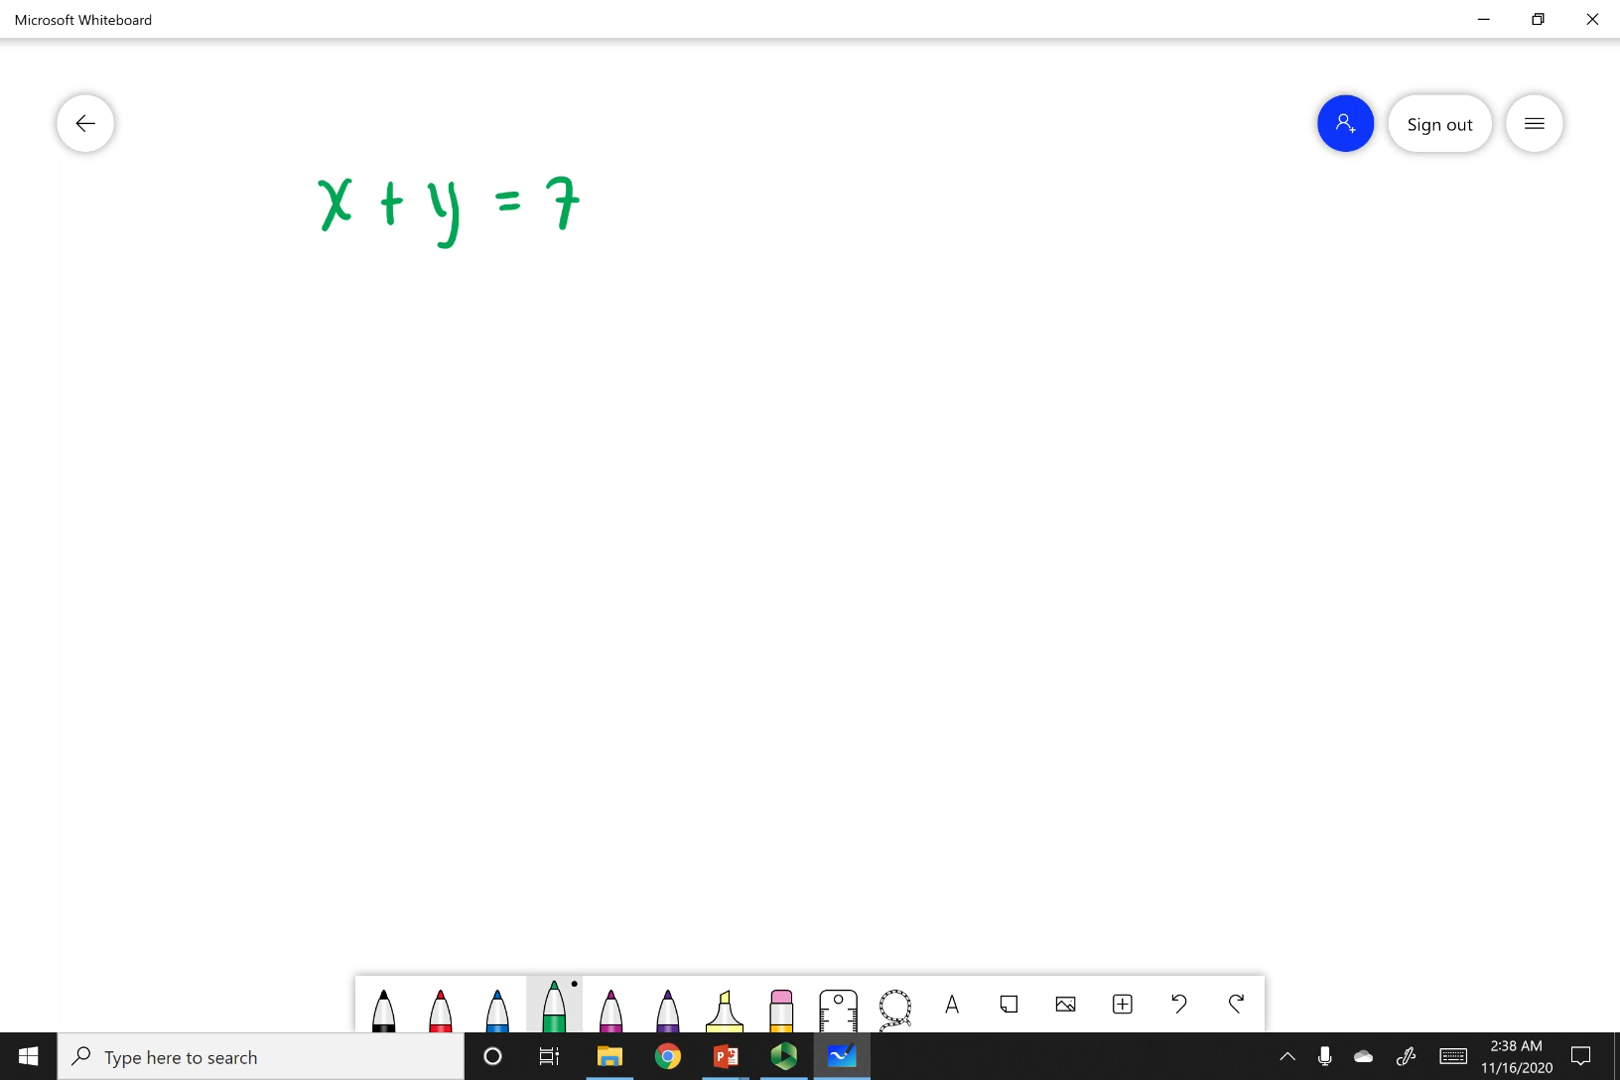 Microsoft Whiteboard
Sign out
x + y = 7
A
Type here to search
2:38 AM
11/16/2020